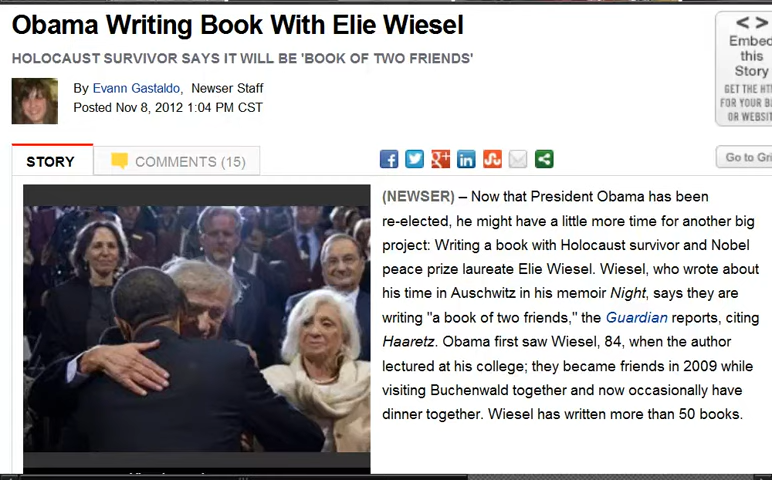 Obama Writing Book With Elie Wiesel
HOLOCAUST SURVIVOR SAYS IT WILL BE 'BOOK OF TWO FRIENDS'
By Evann Gastaldo, Newser Staff
Posted Nov 8, 2012 1:04 PM CST
< >
Embed
this
Story
GET THE
FOR YOUR
OR
STORY
COMMENTS (15)
Go to
(NEWSER) – Now that President Obama has been
re-elected, he might have a little more time for another big
project: Writing a book with Holocaust survivor and Nobel
peace prize laureate Elie Wiesel. Wiesel, who wrote about
his time in Auschwitz in his memoir Night, says they are
writing "a book of two friends," the Guardian reports, citing
Haaretz. Obama first saw Wiesel, 84, when the author
lectured at his college; they became friends in 2009 while
visiting Buchenwald together and now occasionally have
dinner together. Wiesel has written more than 50 books.